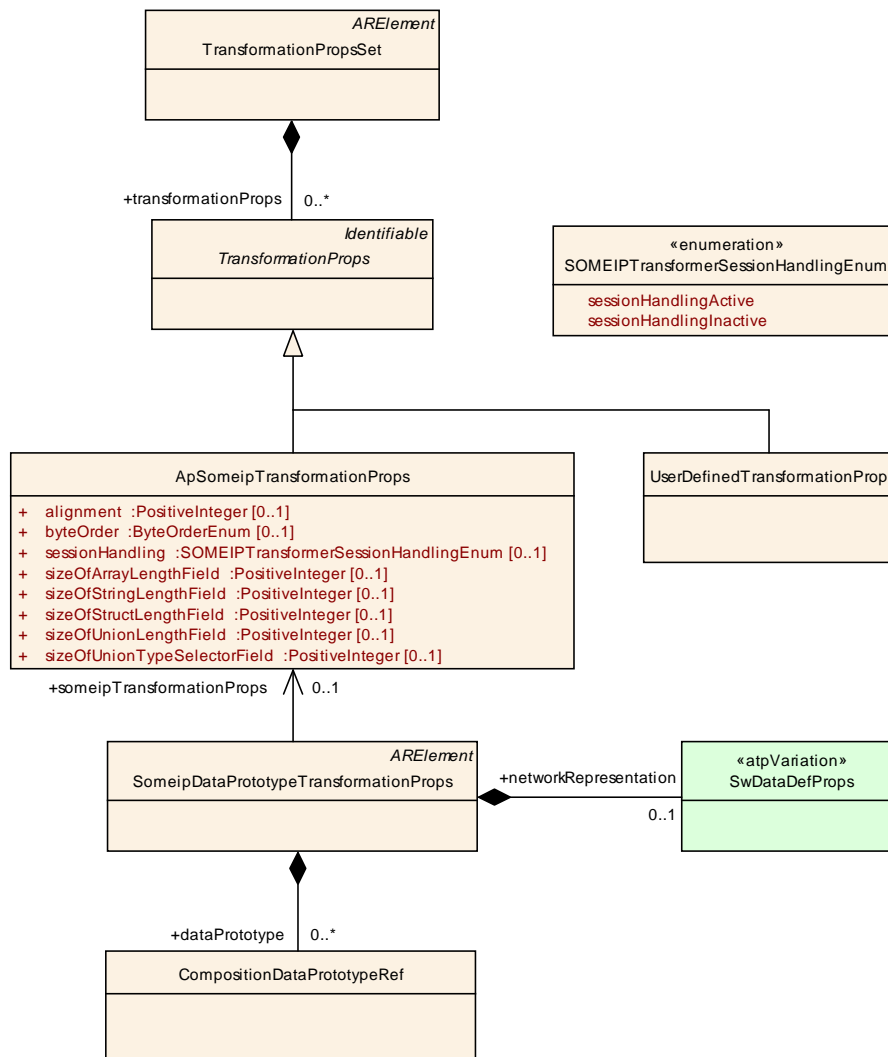 ARElement
TransformationPropsSet
+transformationProps 0..*
Identifiable
TransformationProps
«enumeration»
SOMEIPTransformerSessionHandlingEnum
sessionHandlingActive
sessionHandlingInactive
ApSomeipTransformationProps
+ alignment :PositiveInteger [0..1]
+ byteOrder :ByteOrderEnum [0..1]
+ sessionHandling :SOMEIPTransformerSessionHandlingEnum [0..1]
+ sizeOfArrayLengthField :PositiveInteger [0..1]
+ sizeOfStringLengthField :PositiveInteger [0..1]
+ sizeOfStructLengthField :PositiveInteger [0..1]
+ sizeOfUnionLengthField :PositiveInteger [0..1]
+ sizeOfUnionTypeSelectorField :PositiveInteger [0..1]
UserDefinedTransformationProp
+someipTransformationProps 0..1
ARElement
SomeipDataPrototypeTransformationProps
+networkRepresentation
0..1
«atpVariation»
SwDataDefProps
+dataPrototype 0..*
CompositionDataPrototypeRef